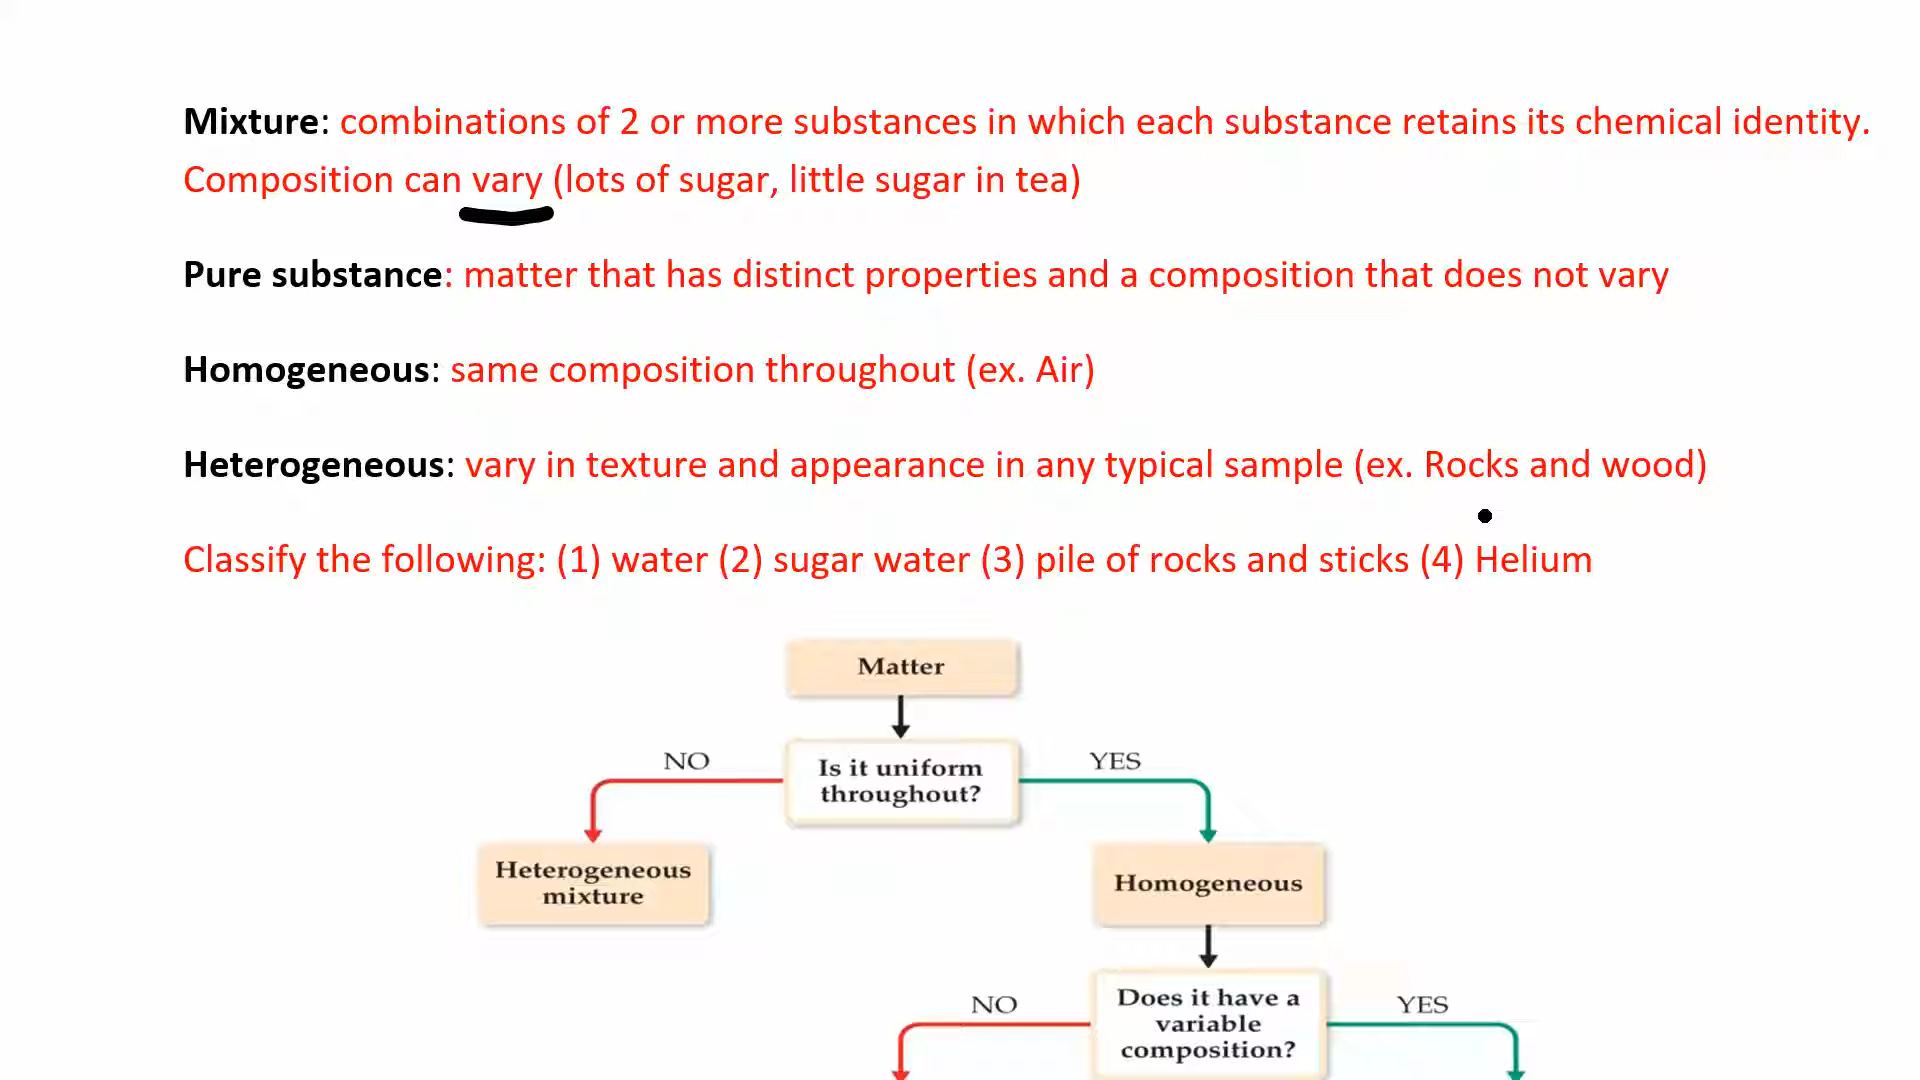 Mixture: combinations of 2 or more substances in which each substance retains its chemical identity.
Composition can vary (lots of sugar, little sugar in tea)
Pure substance: matter that has distinct properties and a composition that does not vary
Homogeneous: same composition throughout (ex. Air)
Heterogeneous: vary in texture and appearance in any typical sample (ex. Rocks and wood)
Classify the following: (1) water (2) sugar water (3) pile of rocks and sticks (4) Helium
Matter
NO
Is it uniform
throughout?
YES
Heterogeneous
mixture
Homogeneous
NO
Does it have a
variable
composition?
YES